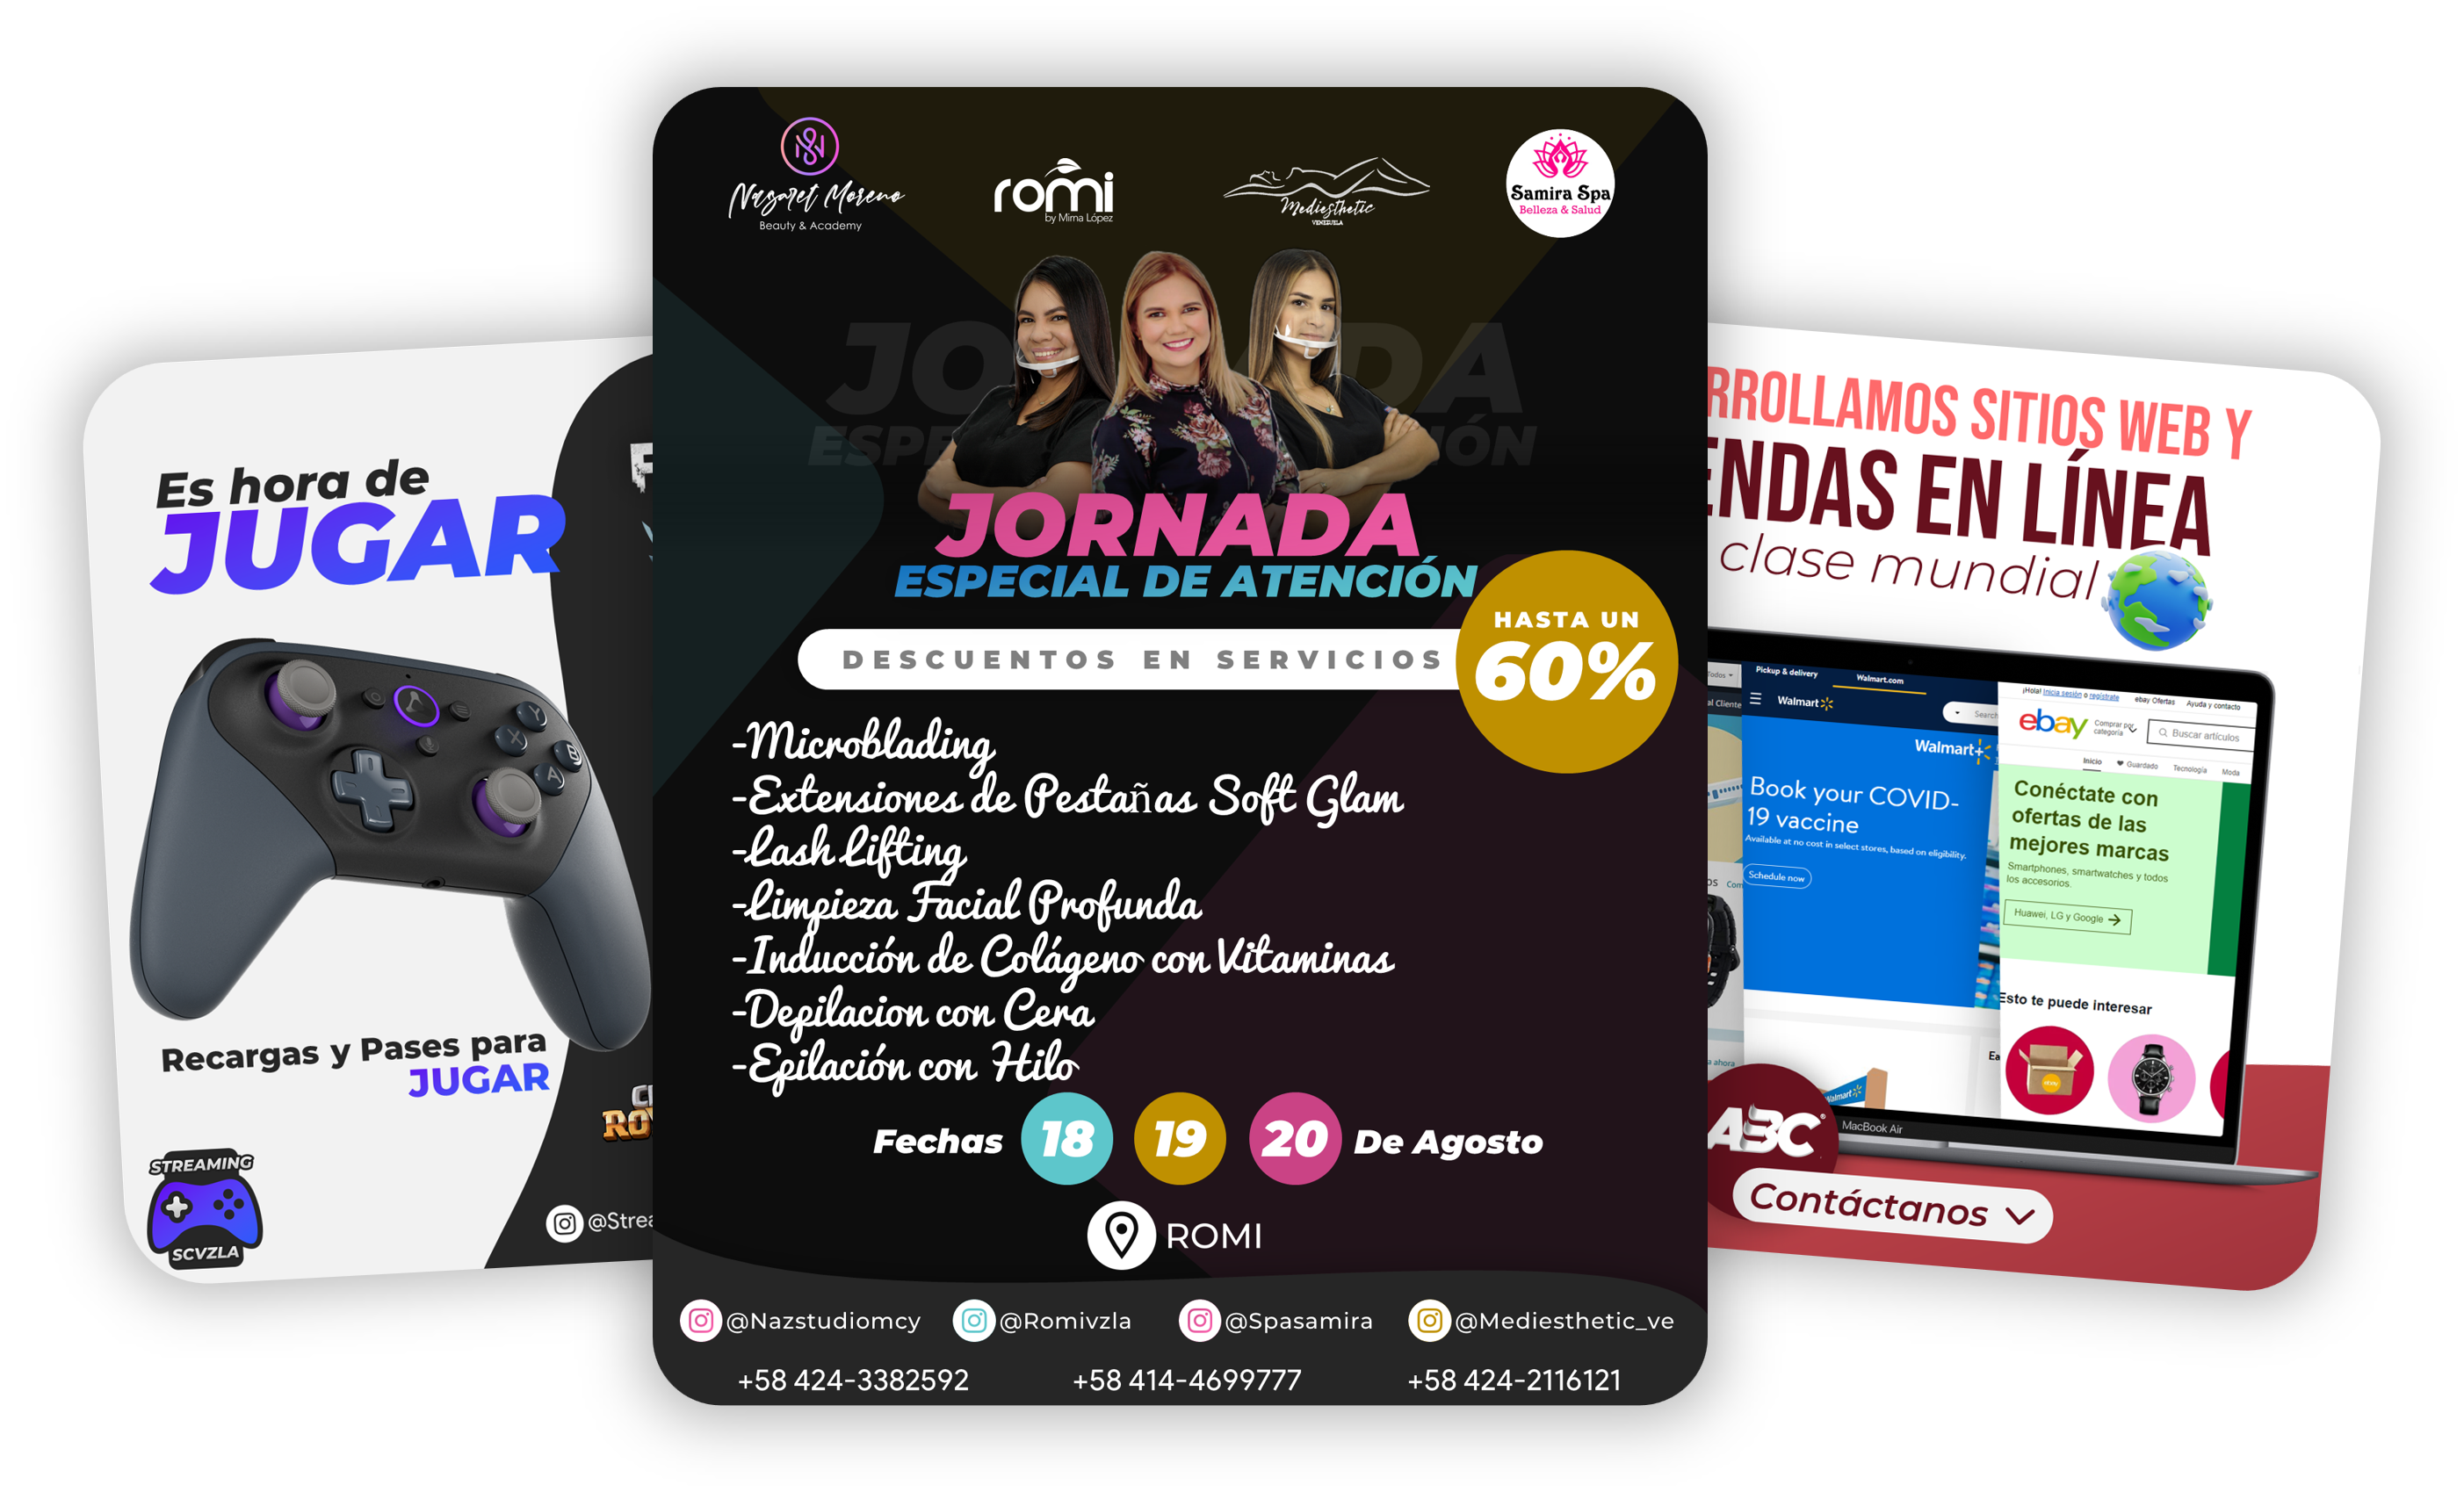 Es hora de
JUGAR
Recargas y Pases para
JUGAR
STREAMING
SCVZLA
Y
X
B
A
Nazaret Moreno
Beauty & Academy
romi
by Mirna López
Mediesthetic
VENEZUELA
Samira Spa
Belleza & Salud
JORNADA
ESPECIAL DE ATENCIÓN
HASTA UN
60%
DESCUENTOS EN SERVICIOS
-Microblading
-Extensiones de Pestañas Soft Glam
-Lash Lifting
-Limpieza Facial Profunda
-Inducción de Colágeno con Vitaminas
-Depilacion con Cera
-Epilación con Hilo
Fechas 18 19 20 De Agosto
ROMI
@Nazstudiomcy @Romivzla @Spasamira @Mediesthetic_ve
+58 424-3382592 +58 414-4699777 +58 424-2116121
SITIOS WEB Y
EN LÍNEA
clase mundial
Pickup & delivery Walmart.com
Walmart
Walmart+
Book your COVID-
19 vaccine
Available at no cost in select stores, based on eligibility.
Schedule now
Walmart
¡Hola! Inicia sesión o regístrate ebay Ofertas Ayuda y contacto
ebay
Comprar por
categoría
Buscar artículos
Inicio Guardado Tecnología Moda
Conéctate con
ofertas de las
mejores marcas
Smartphones, smartwatches y todos
los accesorios.
Huawei, LG y Google
Esto te puede interesar
MacBook Air
ABC
Contáctanos